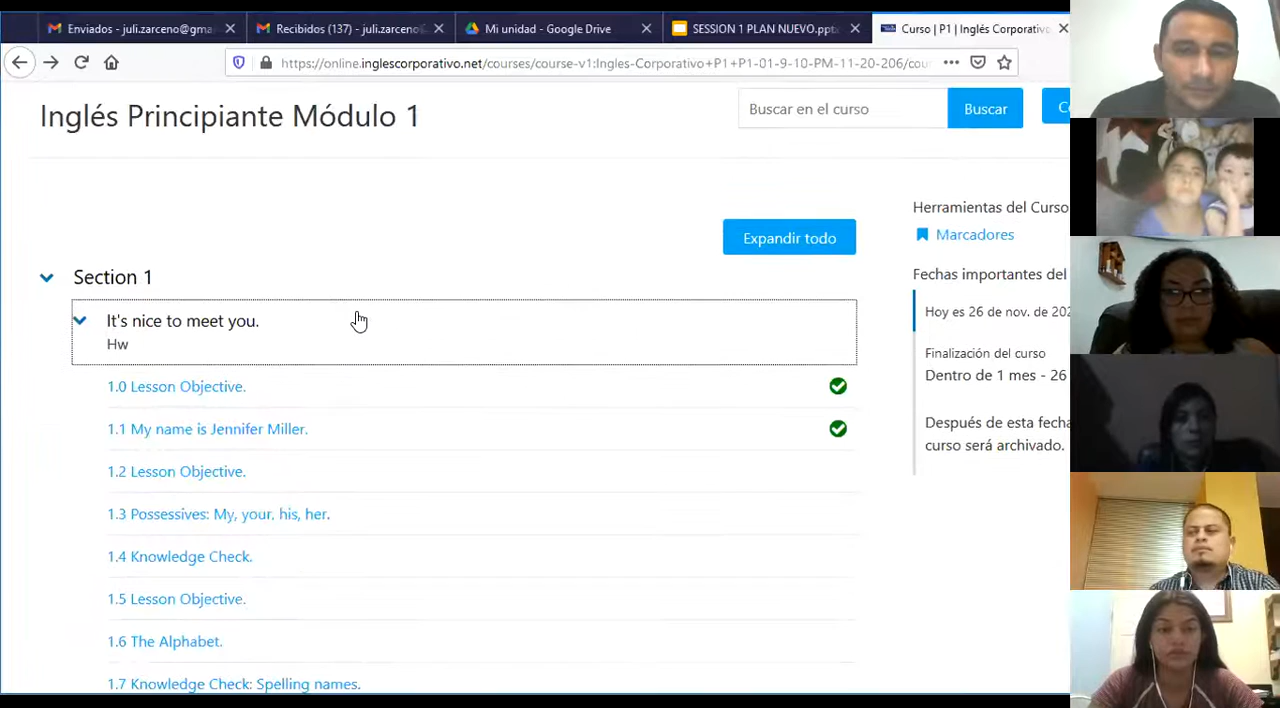 Enviados - juli.zarceno@gma
Recibidos (137) - juli.zarceno
Mi unidad - Google Drive
SESSION 1 PLAN NUEVO.pptx
Curso | P1 | Inglés Corporativo
https://online.inglescorporativo.net/courses/course-v1:Ingles-Corporativo+P1+P1-01-9-10-PM-11-20-206/cou
Inglés Principiante Módulo 1
Buscar en el curso
Buscar
C
Expandir todo
Herramientas del Curso
Marcadores
Fechas importantes del
Hoy es 26 de nov. de 202
Finalización del curso
Dentro de 1 mes - 26
Después de esta fecha
curso será archivado.
Section 1
It's nice to meet you.
Hw
1.0 Lesson Objective.
1.1 My name is Jennifer Miller.
1.2 Lesson Objective.
1.3 Possessives: My, your, his, her.
1.4 Knowledge Check.
1.5 Lesson Objective.
1.6 The Alphabet.
1.7 Knowledge Check: Spelling names.